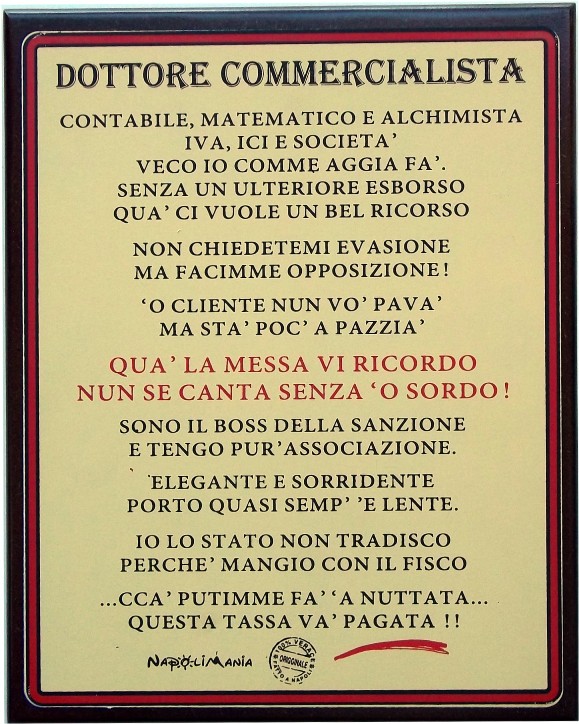 DOTTORE COMMERCIALISTA
CONTABILE, MATEMATICO E ALCHIMISTA
IVA, ICI E SOCIETA'
VECO IO COMME AGGIA FA'.
SENZA UN ULTERIORE ESBORSO
QUA' CI VUOLE UN BEL RICORSO
NON CHIEDETEMI EVASIONE
MA FACIMME OPPOSIZIONE!
'O CLIENTE NUN VO' PAVA'
MA STA' POC' A PAZZIA'
QUA' LA MESSA VI RICORDO
NUN SE CANTA SENZA 'O SORDO!
SONO IL BOSS DELLA SANZIONE
E TENGO PUR'ASSOCIAZIONE.
ELEGANTE E SORRIDENTE
PORTO QUASI SEMP' 'E LENTE.
IO LO STATO NON TRADISCO
PERCHE' MANGIO CON IL FISCO
...CCA' PUTIMME FA' 'A NUTTATA...
QUESTA TASSA VA' PAGATA !!
NAPOLIMANIA
100% VERACE
ORIGINALE
FATTO A NAPOLI